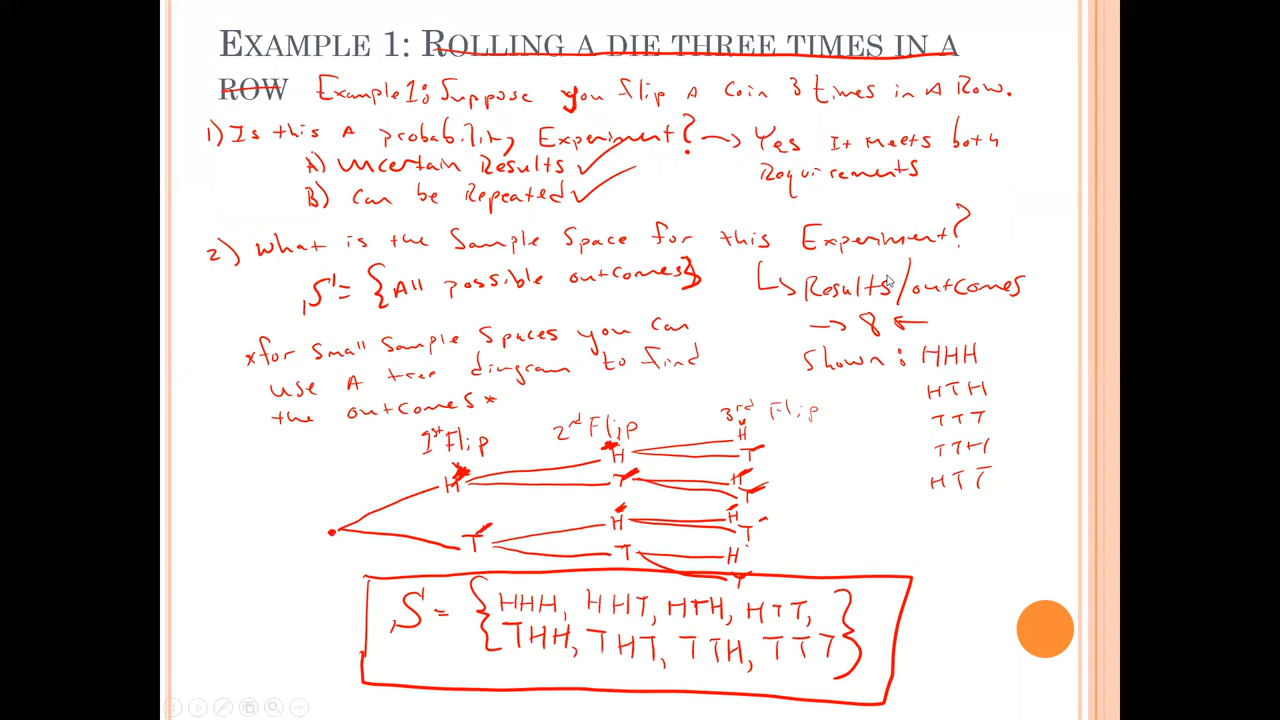 EXAMPLE 1: ROLLING A DIE THREE TIMES IN A
ROW Example 1: Suppose you flip A coin 3 times in A Row.
1) Is this A probability Experiment? → Yes It meets both
A) uncertain Results ✓ Requirements
B) Can be Repeated ✓
2) What is the Sample Space for this Experiment?
S = {All possible outcomes} ↳ Results/outcomes
→ 8 ←
*for small sample spaces you can
use A tree diagram to find
the outcomes*
Shown: HHH
HTH
TTT
TTH
HTT
1st Flip 2nd Flip 3rd Flip
H
H T
H T H
T
H
H T
T T H
T
S = {HHH, HHT, HTH, HTT,
THH, THT, TTH, TTT}